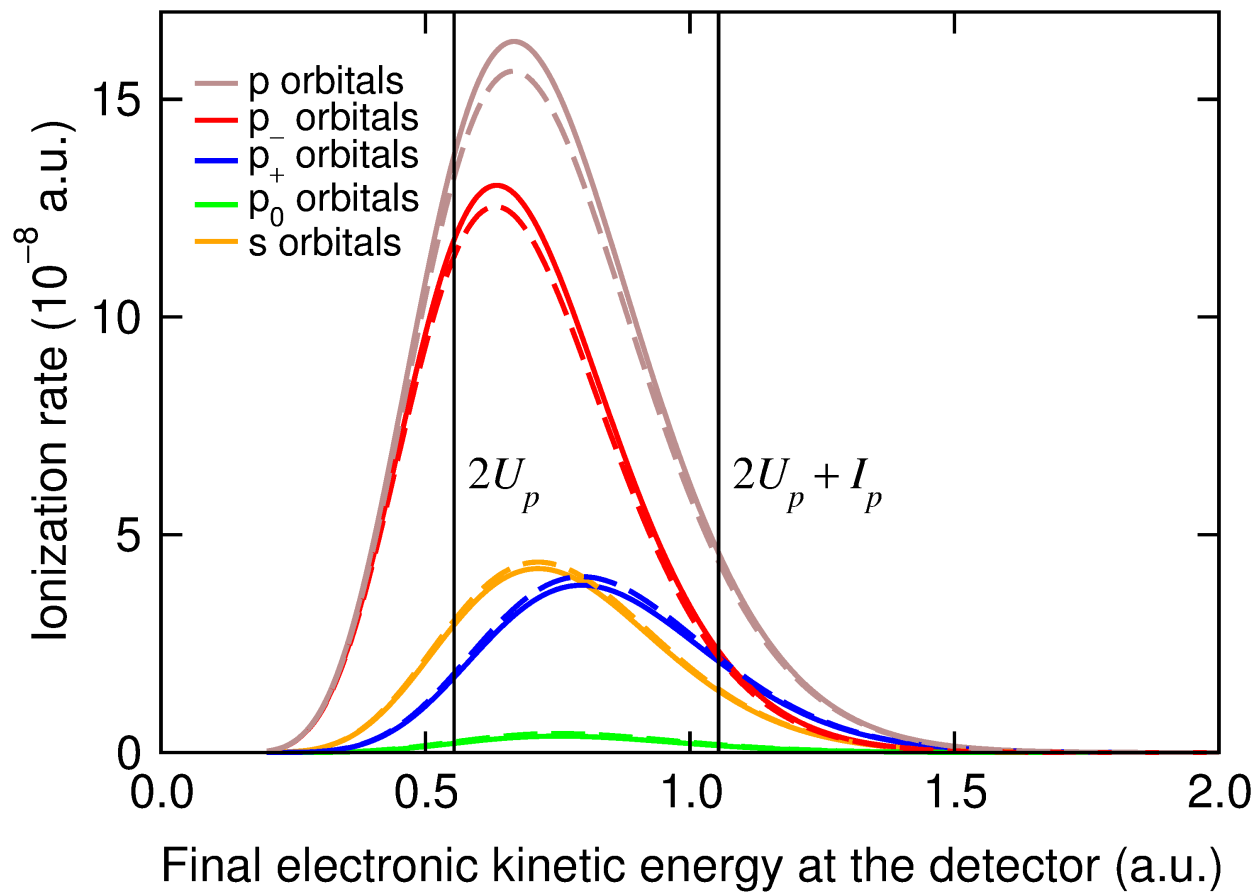 p orbitals
p− orbitals
p+ orbitals
p0 orbitals
s orbitals
Ionization rate (10−8 a.u.)
15
10
5
0
2Up
2Up + Ip
0.0 0.5 1.0 1.5 2.0
Final electronic kinetic energy at the detector (a.u.)